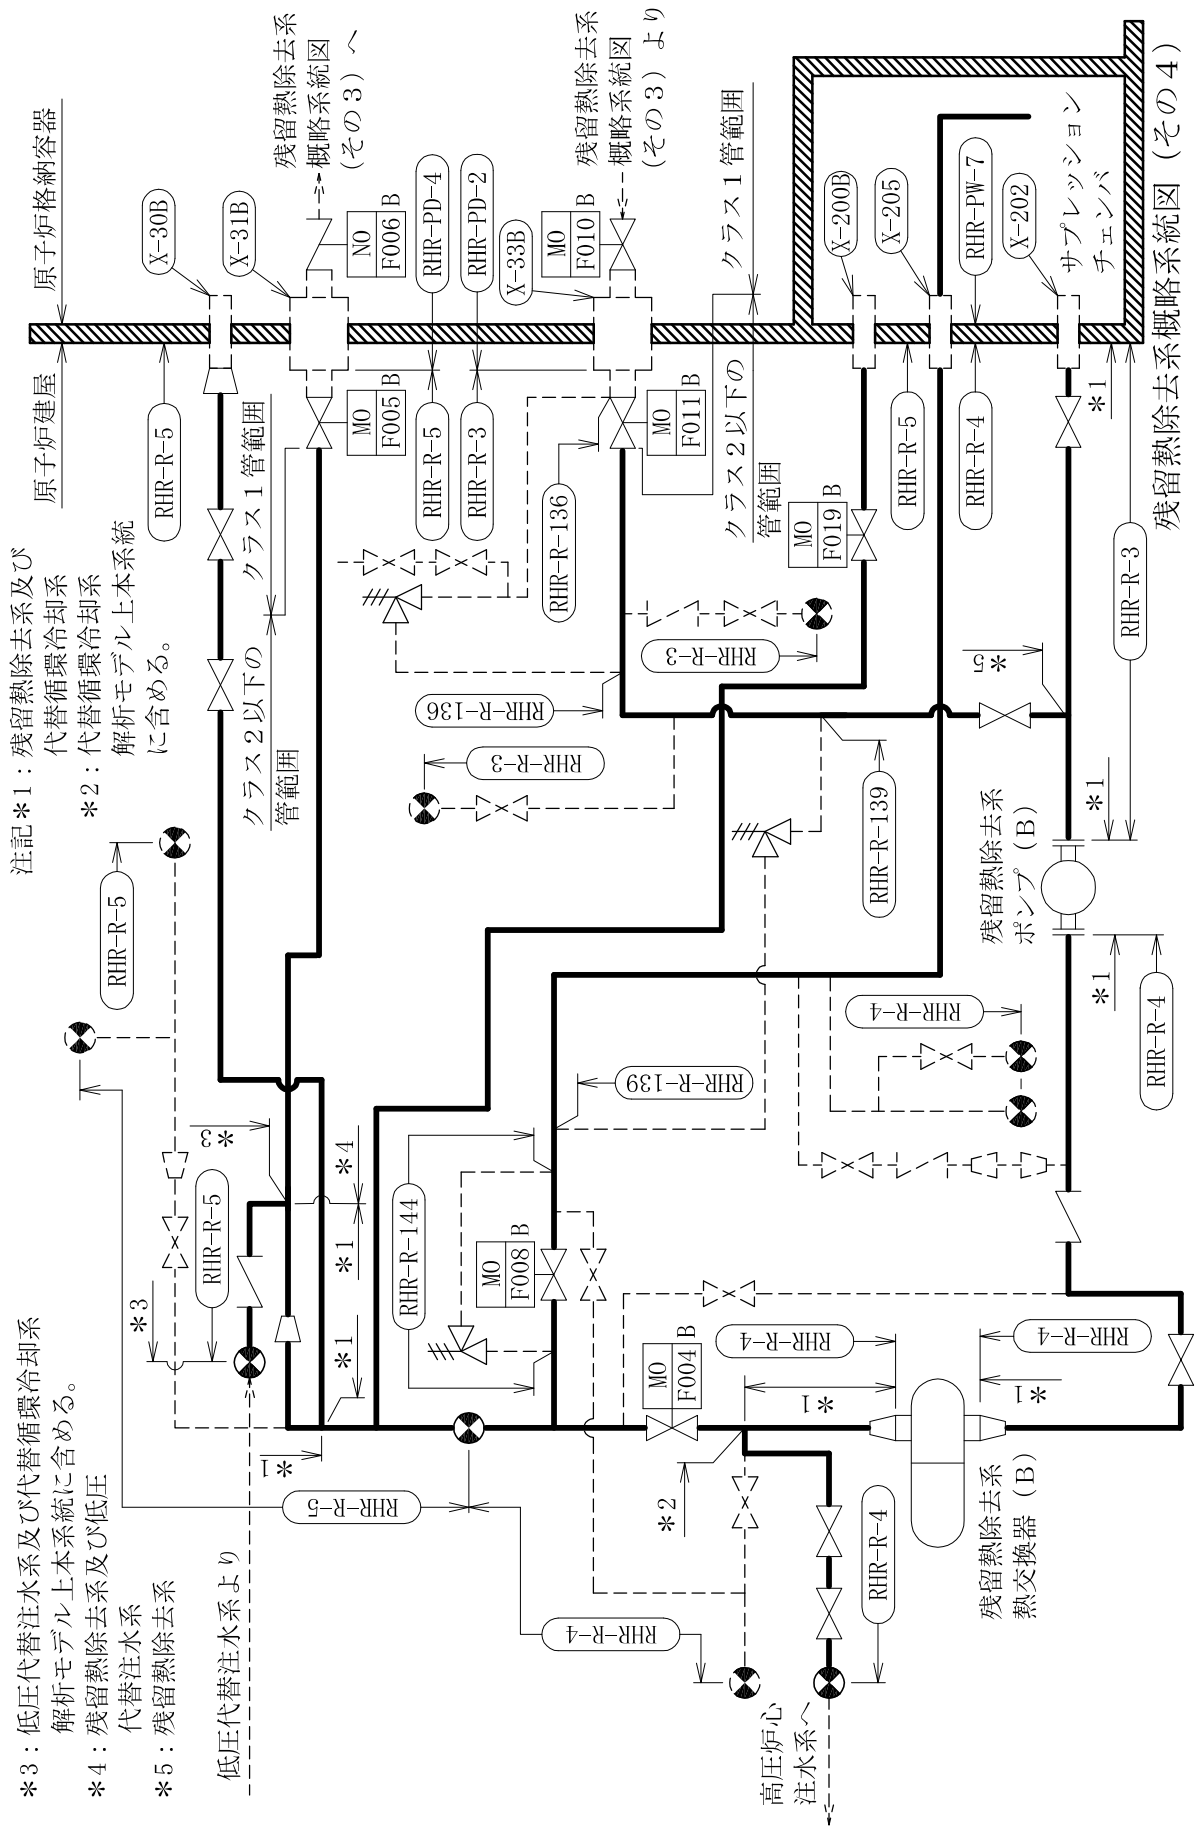 注記*1：残留熱除去系及び
代替循環冷却系
*2：代替循環冷却系
解析モデル上本系統
に含める。
*3：低圧代替注水系及び代替循環冷却系
解析モデル上本系統に含める。
*4：残留熱除去系及び低圧
代替注水系
*5：残留熱除去系
原子炉建屋
原子炉格納容器
RHR-R-5
X-30B
X-31B
残留熱除去系
概略系統図
(その3) へ
NO
F006
B
MO
F005
B
RHR-PD-4
RHR-R-5
RHR-PD-2
RHR-R-3
X-33B
残留熱除去系
概略系統図
(その3) より
MO
F010
B
MO
F011
B
クラス1管範囲
クラス2以下の
管範囲
クラス1管範囲
クラス2以下の
管範囲
RHR-R-136
RHR-R-136
RHR-R-3
RHR-R-3
MO
F019
B
X-200B
X-205
RHR-R-5
RHR-PW-7
RHR-R-4
X-202
サプレッション
チェンバ
*1
RHR-R-3
*5
RHR-R-139
残留熱除去系
ポンプ (B)
*1
*1
RHR-R-4
RHR-R-4
RHR-R-139
RHR-R-5
RHR-R-5
*3
*3
*4
*1
*1
*1
RHR-R-144
MO
F008
B
MO
F004
B
RHR-R-4
*1
RHR-R-4
*1
*2
RHR-R-5
RHR-R-4
RHR-R-4
残留熱除去系
熱交換器 (B)
低圧代替注水系より
高圧炉心
注水系へ
残留熱除去系概略系統図 (その4)